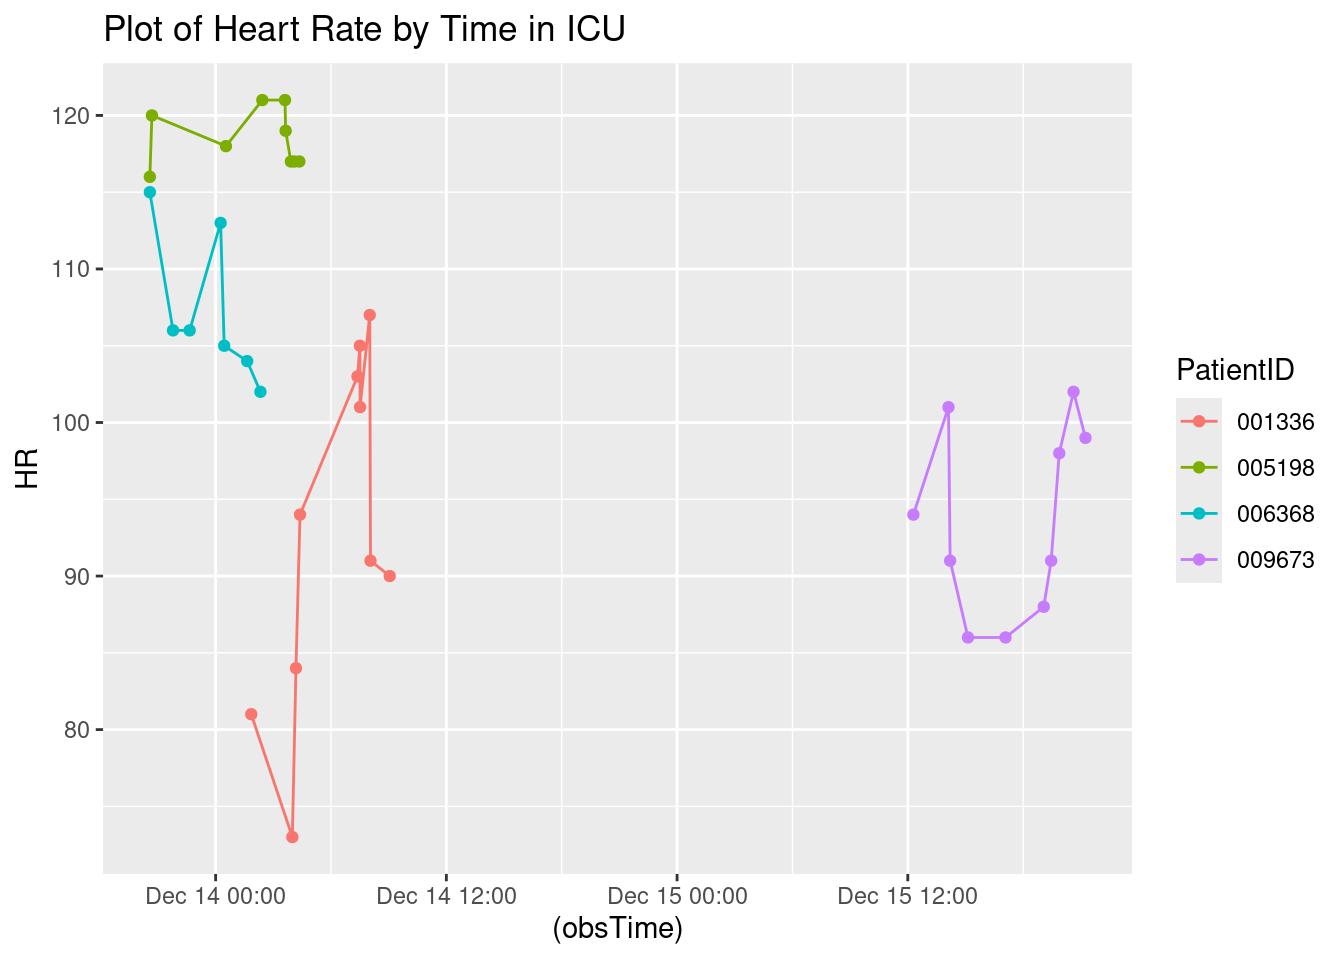 Plot of Heart Rate by Time in ICU
120
110
100
90
80
HR
Dec 14 00:00 Dec 14 12:00 Dec 15 00:00 Dec 15 12:00
(obsTime)
PatientID
001336
005198
006368
009673